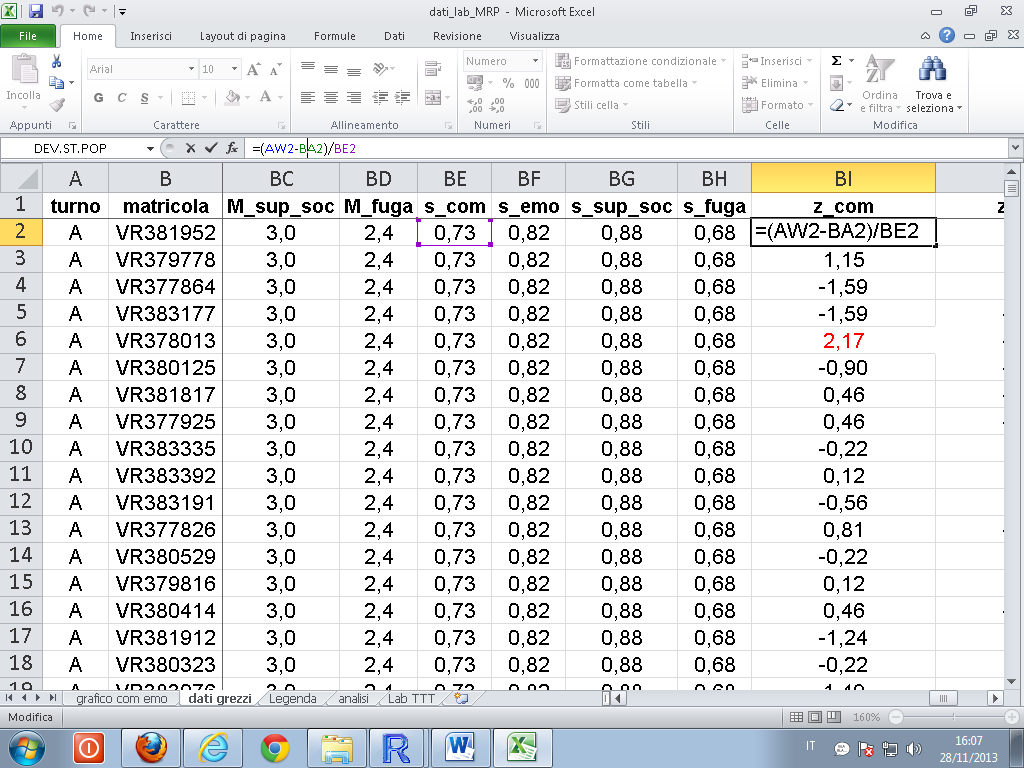 dati_lab_MRP - Microsoft Excel
File Home Inserisci Layout di pagina Formule Dati Revisione Visualizza
Incolla
Appunti
Arial 10
G C S
Carattere
Allineamento
Numero
% 000
Numeri
Formattazione condizionale
Formatta come tabella
Stili cella
Stili
Inserisci
Elimina
Formato
Celle
Ordina e filtra
Trova e seleziona
Modifica
DEV.ST.POP fx =(AW2-BA2)/BE2
A B BC BD BE BF BG BH BI
1 turno matricola M_sup_soc M_fuga s_com s_emo s_sup_soc s_fuga z_com z
2 A VR381952 3,0 2,4 0,73 0,82 0,88 0,68 =(AW2-BA2)/BE2
3 A VR379778 3,0 2,4 0,73 0,82 0,88 0,68 1,15
4 A VR377864 3,0 2,4 0,73 0,82 0,88 0,68 -1,59
5 A VR383177 3,0 2,4 0,73 0,82 0,88 0,68 -1,59
6 A VR378013 3,0 2,4 0,73 0,82 0,88 0,68 2,17
7 A VR380125 3,0 2,4 0,73 0,82 0,88 0,68 -0,90
8 A VR381817 3,0 2,4 0,73 0,82 0,88 0,68 0,46
9 A VR377925 3,0 2,4 0,73 0,82 0,88 0,68 0,46
10 A VR383335 3,0 2,4 0,73 0,82 0,88 0,68 -0,22
11 A VR383392 3,0 2,4 0,73 0,82 0,88 0,68 0,12
12 A VR383191 3,0 2,4 0,73 0,82 0,88 0,68 -0,56
13 A VR377826 3,0 2,4 0,73 0,82 0,88 0,68 0,81
14 A VR380529 3,0 2,4 0,73 0,82 0,88 0,68 -0,22
15 A VR379816 3,0 2,4 0,73 0,82 0,88 0,68 0,12
16 A VR380414 3,0 2,4 0,73 0,82 0,88 0,68 0,46
17 A VR381912 3,0 2,4 0,73 0,82 0,88 0,68 -1,24
18 A VR380323 3,0 2,4 0,73 0,82 0,88 0,68 -0,22
grafico com emo dati grezzi Legenda analisi Lab TTT
Modifica 160%
IT 16:07
28/11/2013